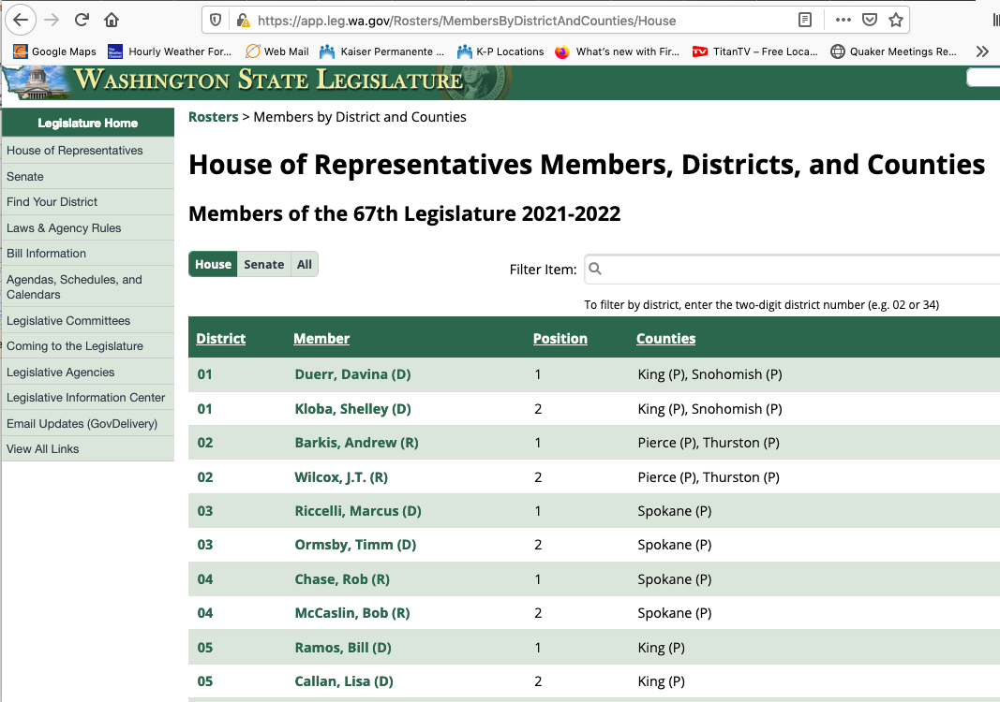 https://app.leg.wa.gov/Rosters/MembersByDistrictAndCounties/House
Google Maps Hourly Weather For... Web Mail Kaiser Permanente ... K-P Locations What's new with Fir... TitanTV – Free Loca... Quaker Meetings Re...
WASHINGTON STATE LEGISLATURE
Legislature Home
House of Representatives
Senate
Find Your District
Laws & Agency Rules
Bill Information
Agendas, Schedules, and
Calendars
Legislative Committees
Coming to the Legislature
Legislative Agencies
Legislative Information Center
Email Updates (GovDelivery)
View All Links
Rosters > Members by District and Counties
House of Representatives Members, Districts, and Counties
Members of the 67th Legislature 2021-2022
House Senate All
Filter Item:
To filter by district, enter the two-digit district number (e.g. 02 or 34)
District Member Position Counties
01 Duerr, Davina (D) 1 King (P), Snohomish (P)
01 Kloba, Shelley (D) 2 King (P), Snohomish (P)
02 Barkis, Andrew (R) 1 Pierce (P), Thurston (P)
02 Wilcox, J.T. (R) 2 Pierce (P), Thurston (P)
03 Riccelli, Marcus (D) 1 Spokane (P)
03 Ormsby, Timm (D) 2 Spokane (P)
04 Chase, Rob (R) 1 Spokane (P)
04 McCaslin, Bob (R) 2 Spokane (P)
05 Ramos, Bill (D) 1 King (P)
05 Callan, Lisa (D) 2 King (P)